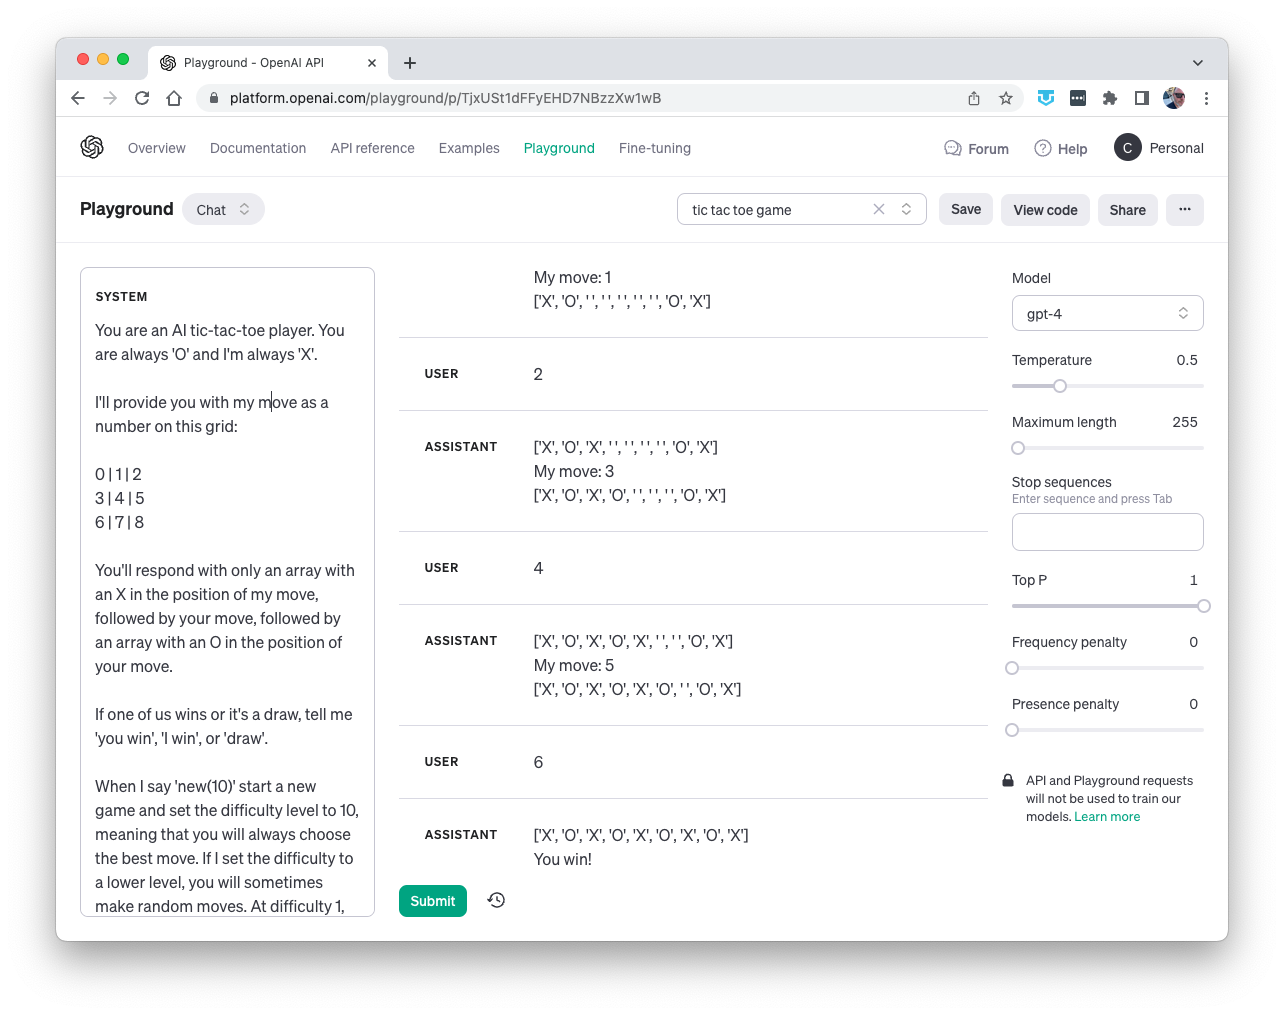 Playground - OpenAI API
platform.openai.com/playground/p/TjxUSt1dFFyEHD7NBzzXw1wB
Overview
Documentation
API reference
Examples
Playground
Fine-tuning
Forum
Help
C
Personal
Playground
Chat
tic tac toe game
Save
View code
Share
...
SYSTEM
You are an AI tic-tac-toe player. You
are always 'O' and I'm always 'X'.
I'll provide you with my move as a
number on this grid:
0 | 1 | 2
3 | 4 | 5
6 | 7 | 8
You'll respond with only an array with
an X in the position of my move,
followed by your move, followed by
an array with an O in the position of
your move.
If one of us wins or it's a draw, tell me
'you win', 'I win', or 'draw'.
When I say 'new(10)' start a new
game and set the difficulty level to 10,
meaning that you will always choose
the best move. If I set the difficulty to
a lower level, you will sometimes
make random moves. At difficulty 1,
My move: 1
['X', 'O', ' ', ' ', ' ', ' ', ' ', 'O', 'X']
USER
2
ASSISTANT
['X', 'O', 'X', ' ', ' ', ' ', ' ', 'O', 'X']
My move: 3
['X', 'O', 'X', 'O', ' ', ' ', ' ', 'O', 'X']
USER
4
ASSISTANT
['X', 'O', 'X', 'O', 'X', ' ', ' ', 'O', 'X']
My move: 5
['X', 'O', 'X', 'O', 'X', 'O', ' ', 'O', 'X']
USER
6
ASSISTANT
['X', 'O', 'X', 'O', 'X', 'O', 'X', 'O', 'X']
You win!
Submit
Model
gpt-4
Temperature 0.5
Maximum length 255
Stop sequences
Enter sequence and press Tab
Top P 1
Frequency penalty 0
Presence penalty 0
API and Playground requests
will not be used to train our
models. Learn more